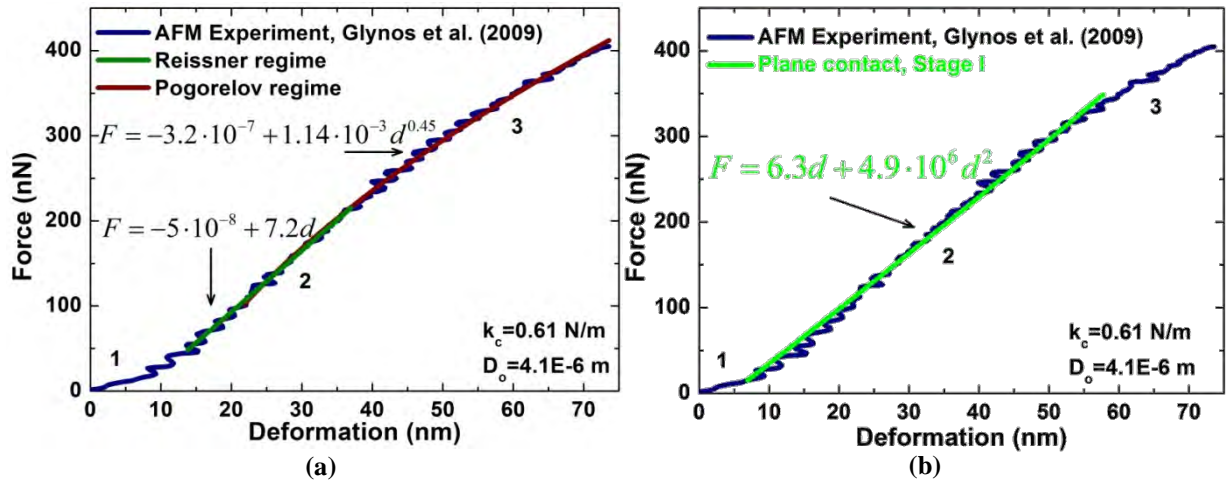 (a)
AFM Experiment, Glynos et al. (2009)
Reissner regime
Pogorelov regime
F = −3.2·10⁻⁷ + 1.14·10⁻³ d^0.45
F = −5·10⁻⁸ + 7.2d
1
2
3
k_c=0.61 N/m
D_o=4.1E-6 m
Force (nN)
400
300
200
100
0
0 10 20 30 40 50 60 70
Deformation (nm)
(a)
(b)
AFM Experiment, Glynos et al. (2009)
Plane contact, Stage I
F = 6.3d + 4.9·10⁶ d²
1
2
3
k_c=0.61 N/m
D_o=4.1E-6 m
Force (nN)
400
300
200
100
0
0 10 20 30 40 50 60 70
Deformation (nm)
(b)